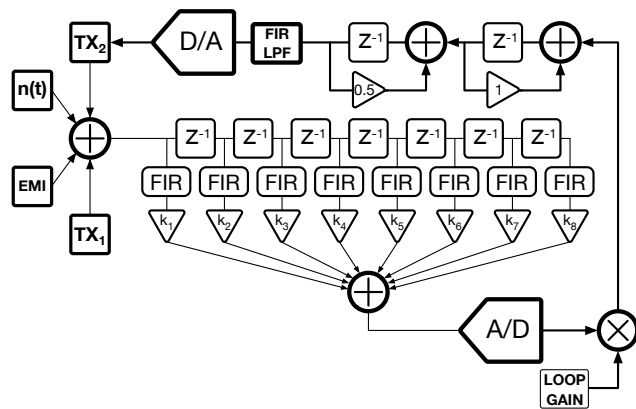 TX₂
D/A
FIR
LPF
Z⁻¹
Z⁻¹
0.5
1
n(t)
Z⁻¹ Z⁻¹ Z⁻¹ Z⁻¹ Z⁻¹ Z⁻¹ Z⁻¹
EMI
FIR FIR FIR FIR FIR FIR FIR FIR
TX₁
k₁ k₂ k₃ k₄ k₅ k₆ k₇ k₈
A/D
LOOP
GAIN